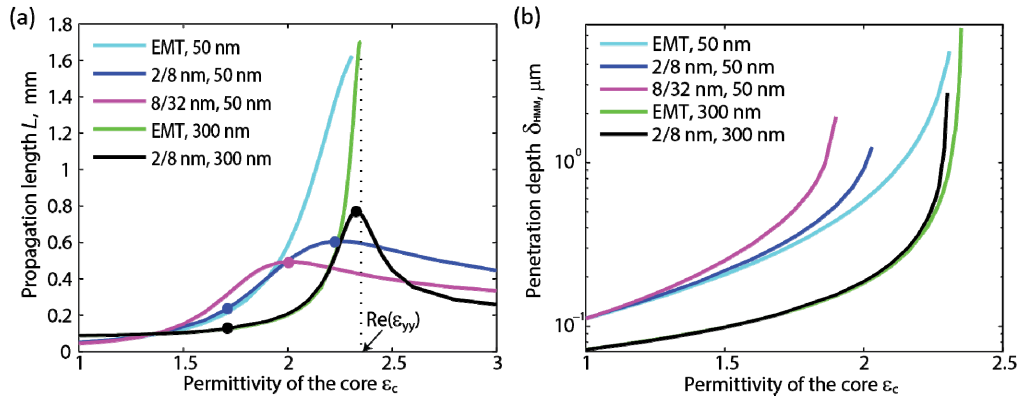 (a)
Propagation length L, mm
1.8
1.6
1.4
1.2
1
0.8
0.6
0.4
0.2
0
EMT, 50 nm
2/8 nm, 50 nm
8/32 nm, 50 nm
EMT, 300 nm
2/8 nm, 300 nm
Re(εyy)
1 1.5 2 2.5 3
Permittivity of the core εc
(b)
Penetration depth δHMM, μm
10^0
10^-1
EMT, 50 nm
2/8 nm, 50 nm
8/32 nm, 50 nm
EMT, 300 nm
2/8 nm, 300 nm
1 1.5 2 2.5
Permittivity of the core εc